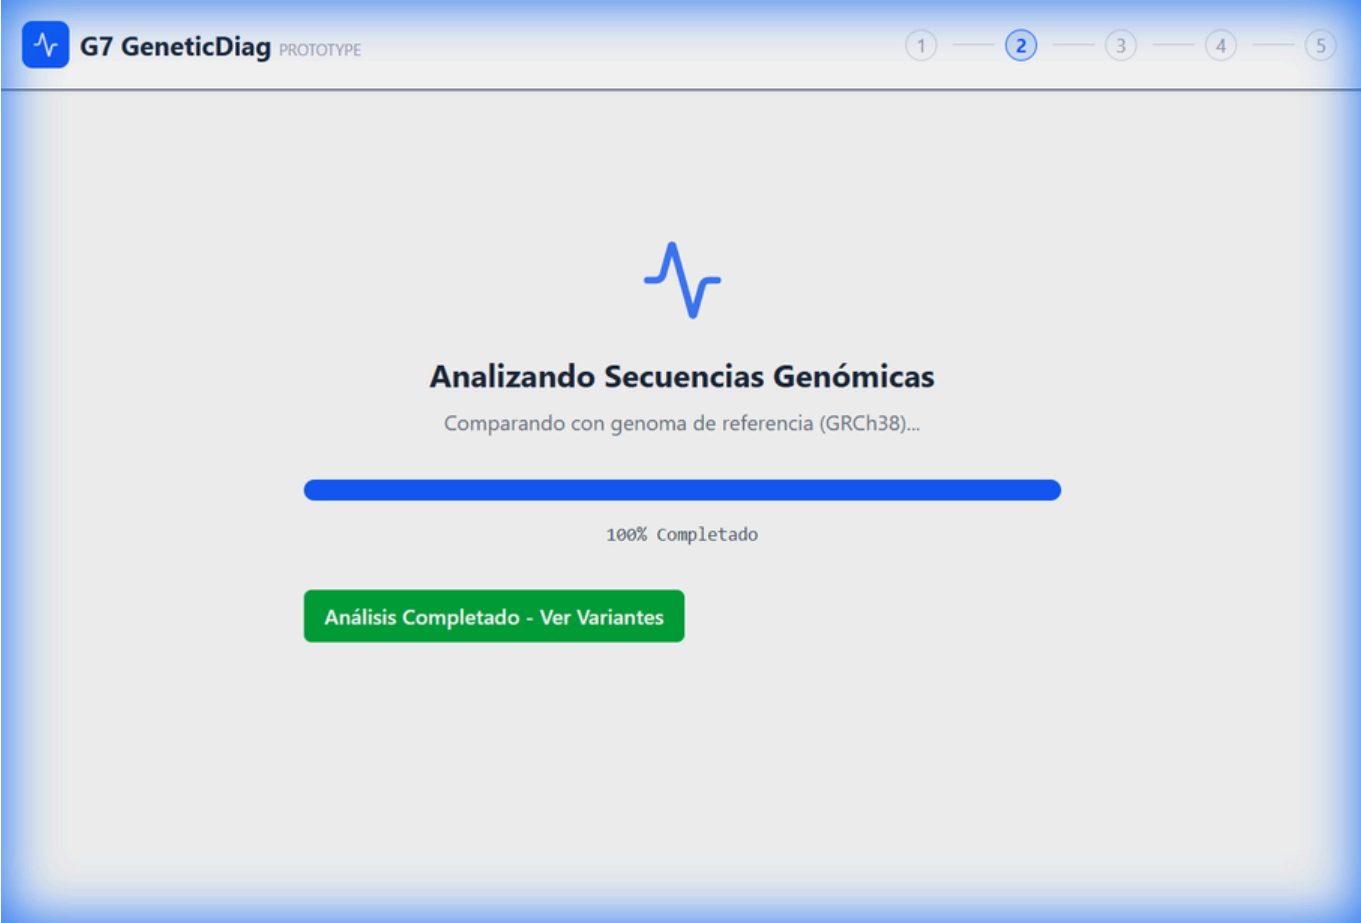 G7 GeneticDiag PROTOTYPE
1 2 3 4 5
Analizando Secuencias Genómicas
Comparando con genoma de referencia (GRCh38)...
100% Completado
Análisis Completado - Ver Variantes